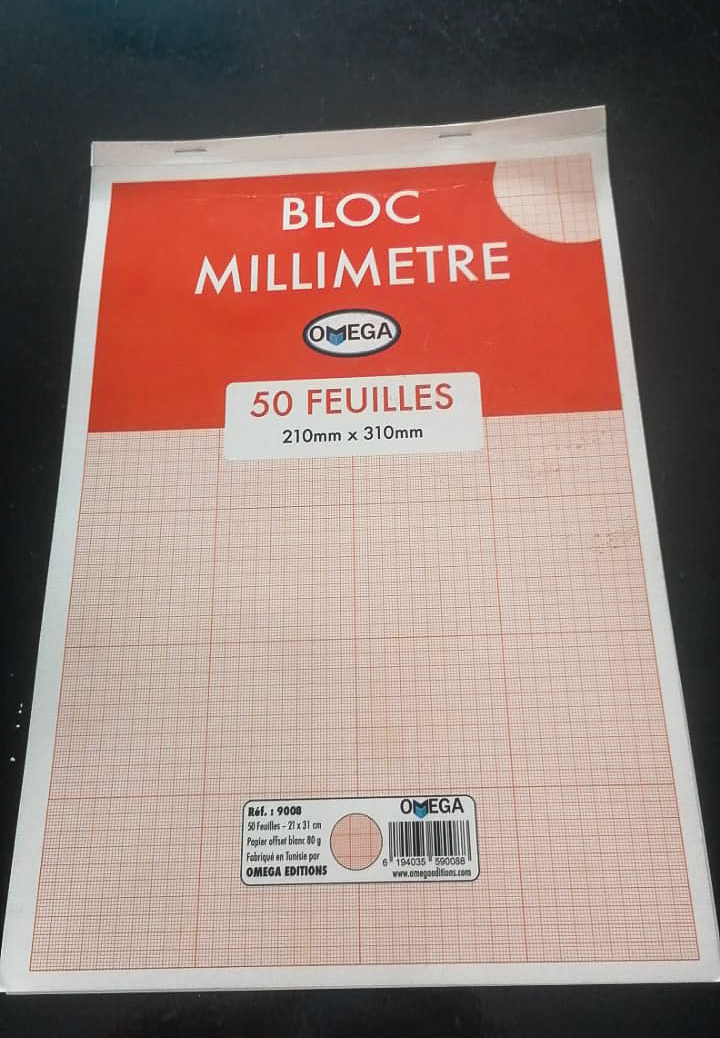 BLOC
MILLIMETRE
OMEGA
50 FEUILLES
210mm x 310mm
Réf. : 9008
50 Feuilles - 21 x 31 cm
Papier offset blanc 80 g
Fabriqué en Tunisie par
OMEGA EDITIONS
OMEGA
6 194035 590088
www.omegaeditions.com